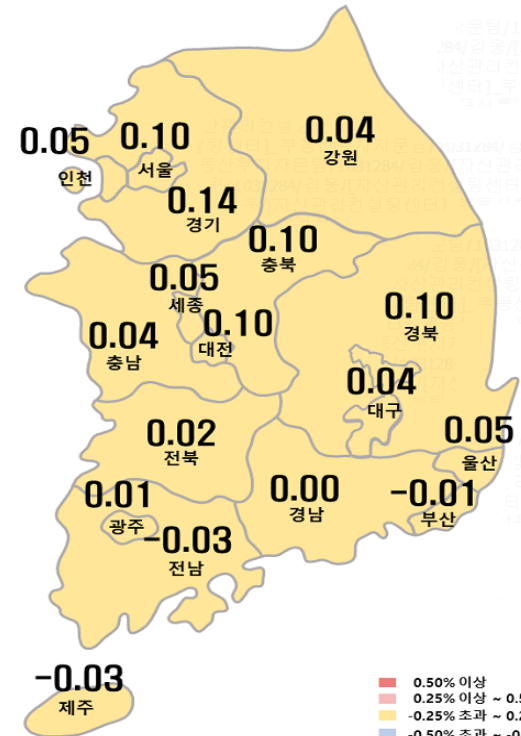 0.04
강원
0.05
인천
0.10
서울
0.14
경기
0.10
충북
0.05
세종
0.10
대전
0.04
충남
0.10
경북
0.04
대구
0.05
울산
0.02
전북
0.00
경남
-0.01
부산
0.01
광주
-0.03
전남
-0.03
제주
0.50% 이상
0.25% 이상 ~
-0.25% 초과 ~
-0.50% 초과 ~